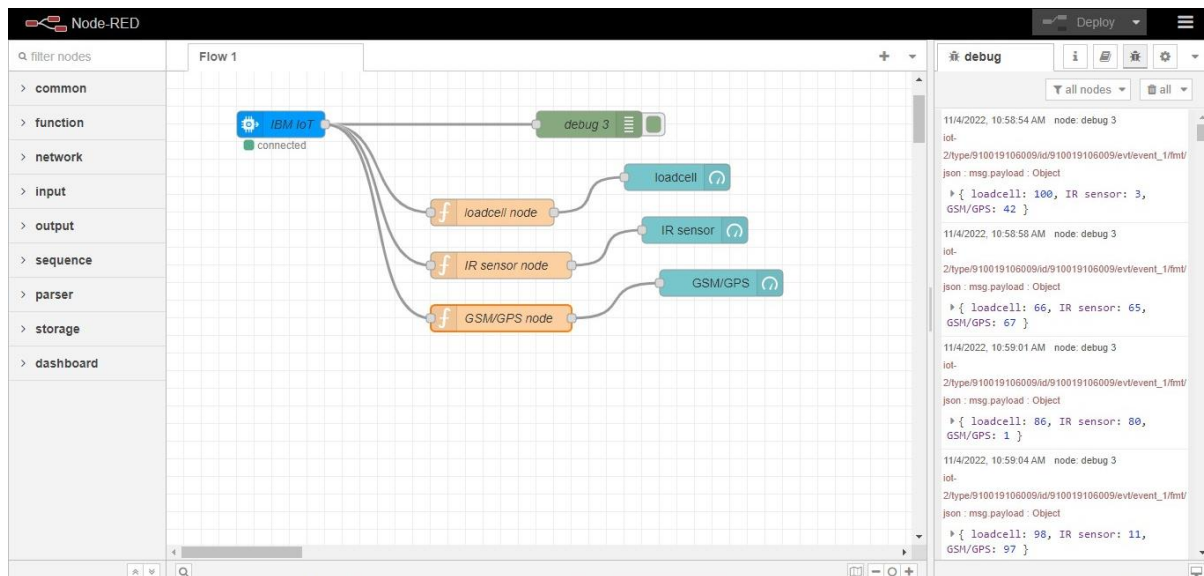 Node-RED
Deploy
filter nodes
Flow 1
debug
i
all nodes
all
common
function
network
input
output
sequence
parser
storage
dashboard
IBM IoT
connected
debug 3
loadcell
f loadcell node
IR sensor
f IR sensor node
GSM/GPS
f GSM/GPS node
11/4/2022, 10:58:54 AM node: debug 3
iot-
2/type/910019106009/id/910019106009/evt/event_1/fmt/
json : msg.payload : Object
{ loadcell: 100, IR sensor: 3,
GSM/GPS: 42 }
11/4/2022, 10:58:58 AM node: debug 3
iot-
2/type/910019106009/id/910019106009/evt/event_1/fmt/
json : msg.payload : Object
{ loadcell: 66, IR sensor: 65,
GSM/GPS: 67 }
11/4/2022, 10:59:01 AM node: debug 3
iot-
2/type/910019106009/id/910019106009/evt/event_1/fmt/
json : msg.payload : Object
{ loadcell: 86, IR sensor: 80,
GSM/GPS: 1 }
11/4/2022, 10:59:04 AM node: debug 3
iot-
2/type/910019106009/id/910019106009/evt/event_1/fmt/
json : msg.payload : Object
{ loadcell: 98, IR sensor: 11,
GSM/GPS: 97 }